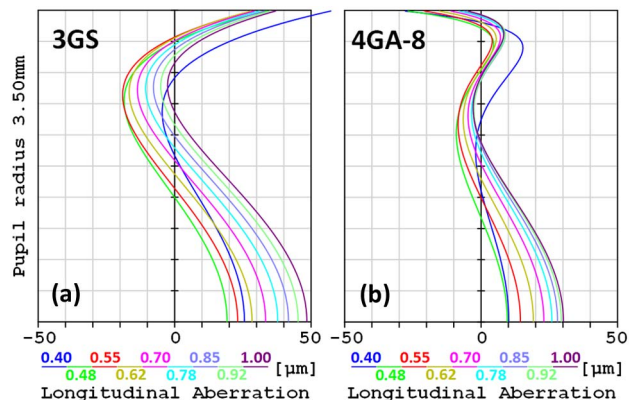 3GS
4GA-8
Pupil radius 3.50mm
(a)
(b)
−50 0 50
−50 0 50
0.40 0.55 0.70 0.85 1.00 [μm]
0.48 0.62 0.78 0.92
0.40 0.55 0.70 0.85 1.00 [μm]
0.48 0.62 0.78 0.92
Longitudinal Aberration
Longitudinal Aberration